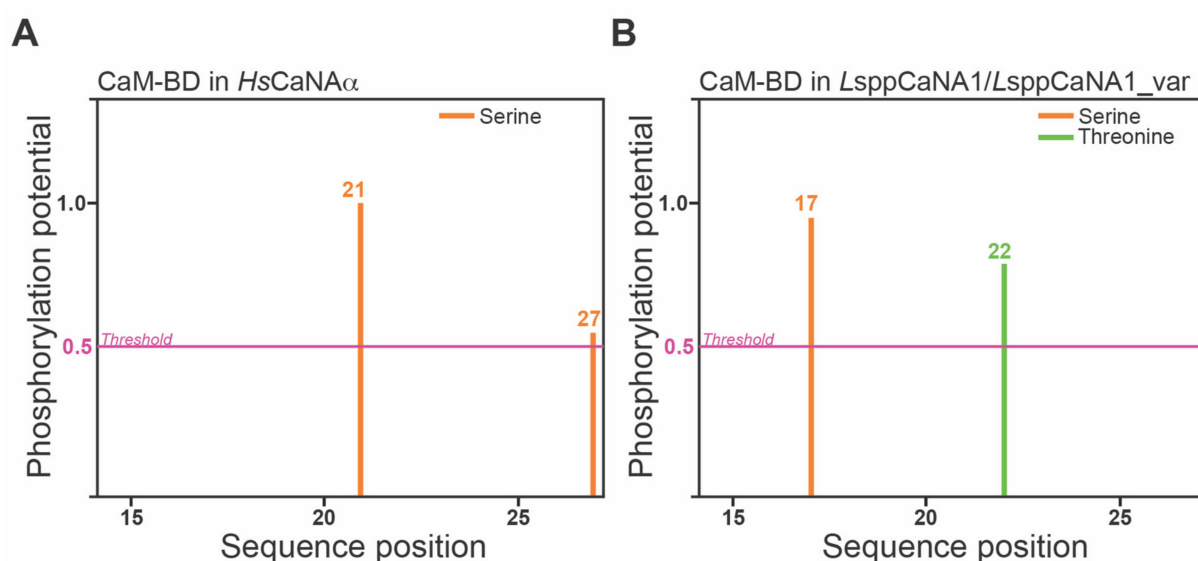 A
CaM-BD in HsCaNAα
Serine
Phosphorylation potential
1.0
0.5
Threshold
21
27
15
20
25
Sequence position
B
CaM-BD in LsppCaNA1/LsppCaNA1_var
Serine
Threonine
Phosphorylation potential
1.0
0.5
Threshold
17
22
15
20
25
Sequence position